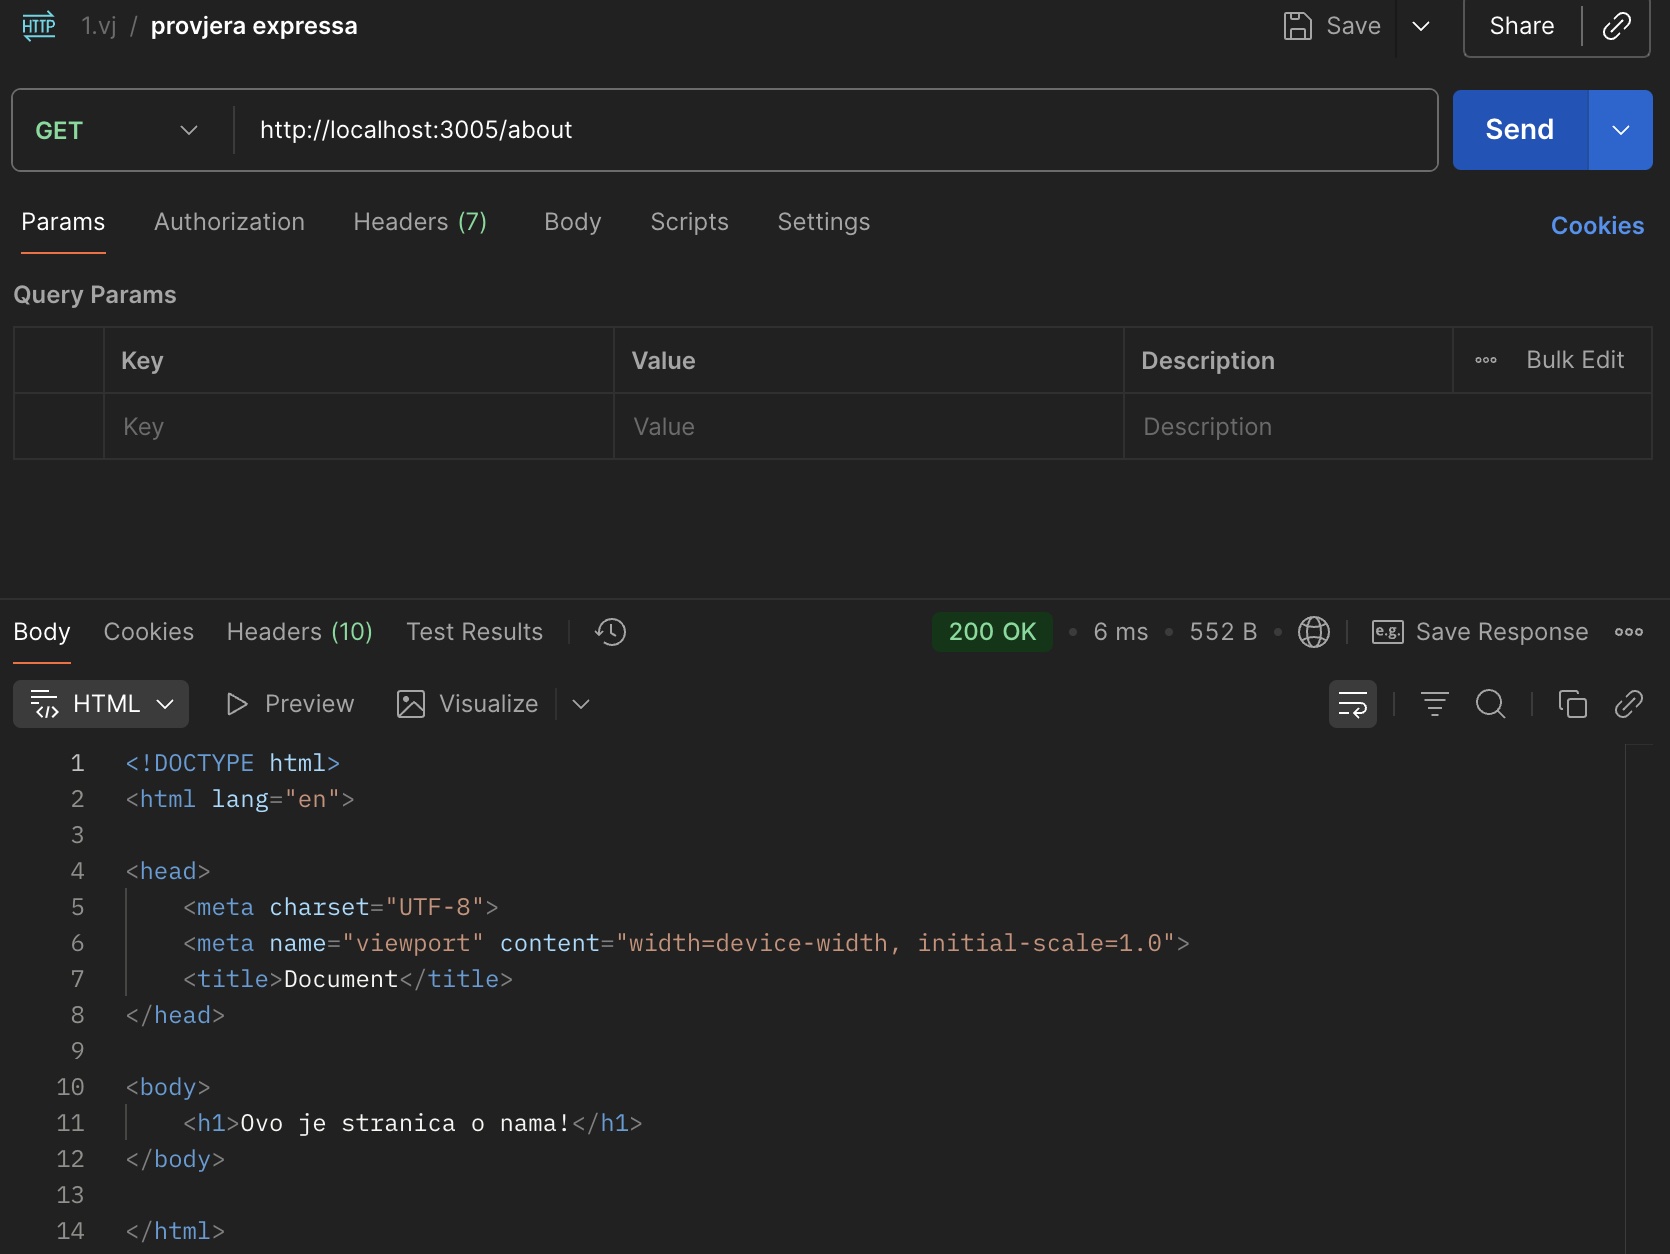 HTTP 1.vj / provjera expressa Save Share
GET http://localhost:3005/about Send
Params Authorization Headers (7) Body Scripts Settings Cookies
Query Params
Key Value Description Bulk Edit
Key Value Description
Body Cookies Headers (10) Test Results 200 OK 6 ms 552 B e.g. Save Response
HTML Preview Visualize
1 <!DOCTYPE html>
2 <html lang="en">
3
4 <head>
5 <meta charset="UTF-8">
6 <meta name="viewport" content="width=device-width, initial-scale=1.0">
7 <title>Document</title>
8 </head>
9
10 <body>
11 <h1>Ovo je stranica o nama!</h1>
12 </body>
13
14 </html>